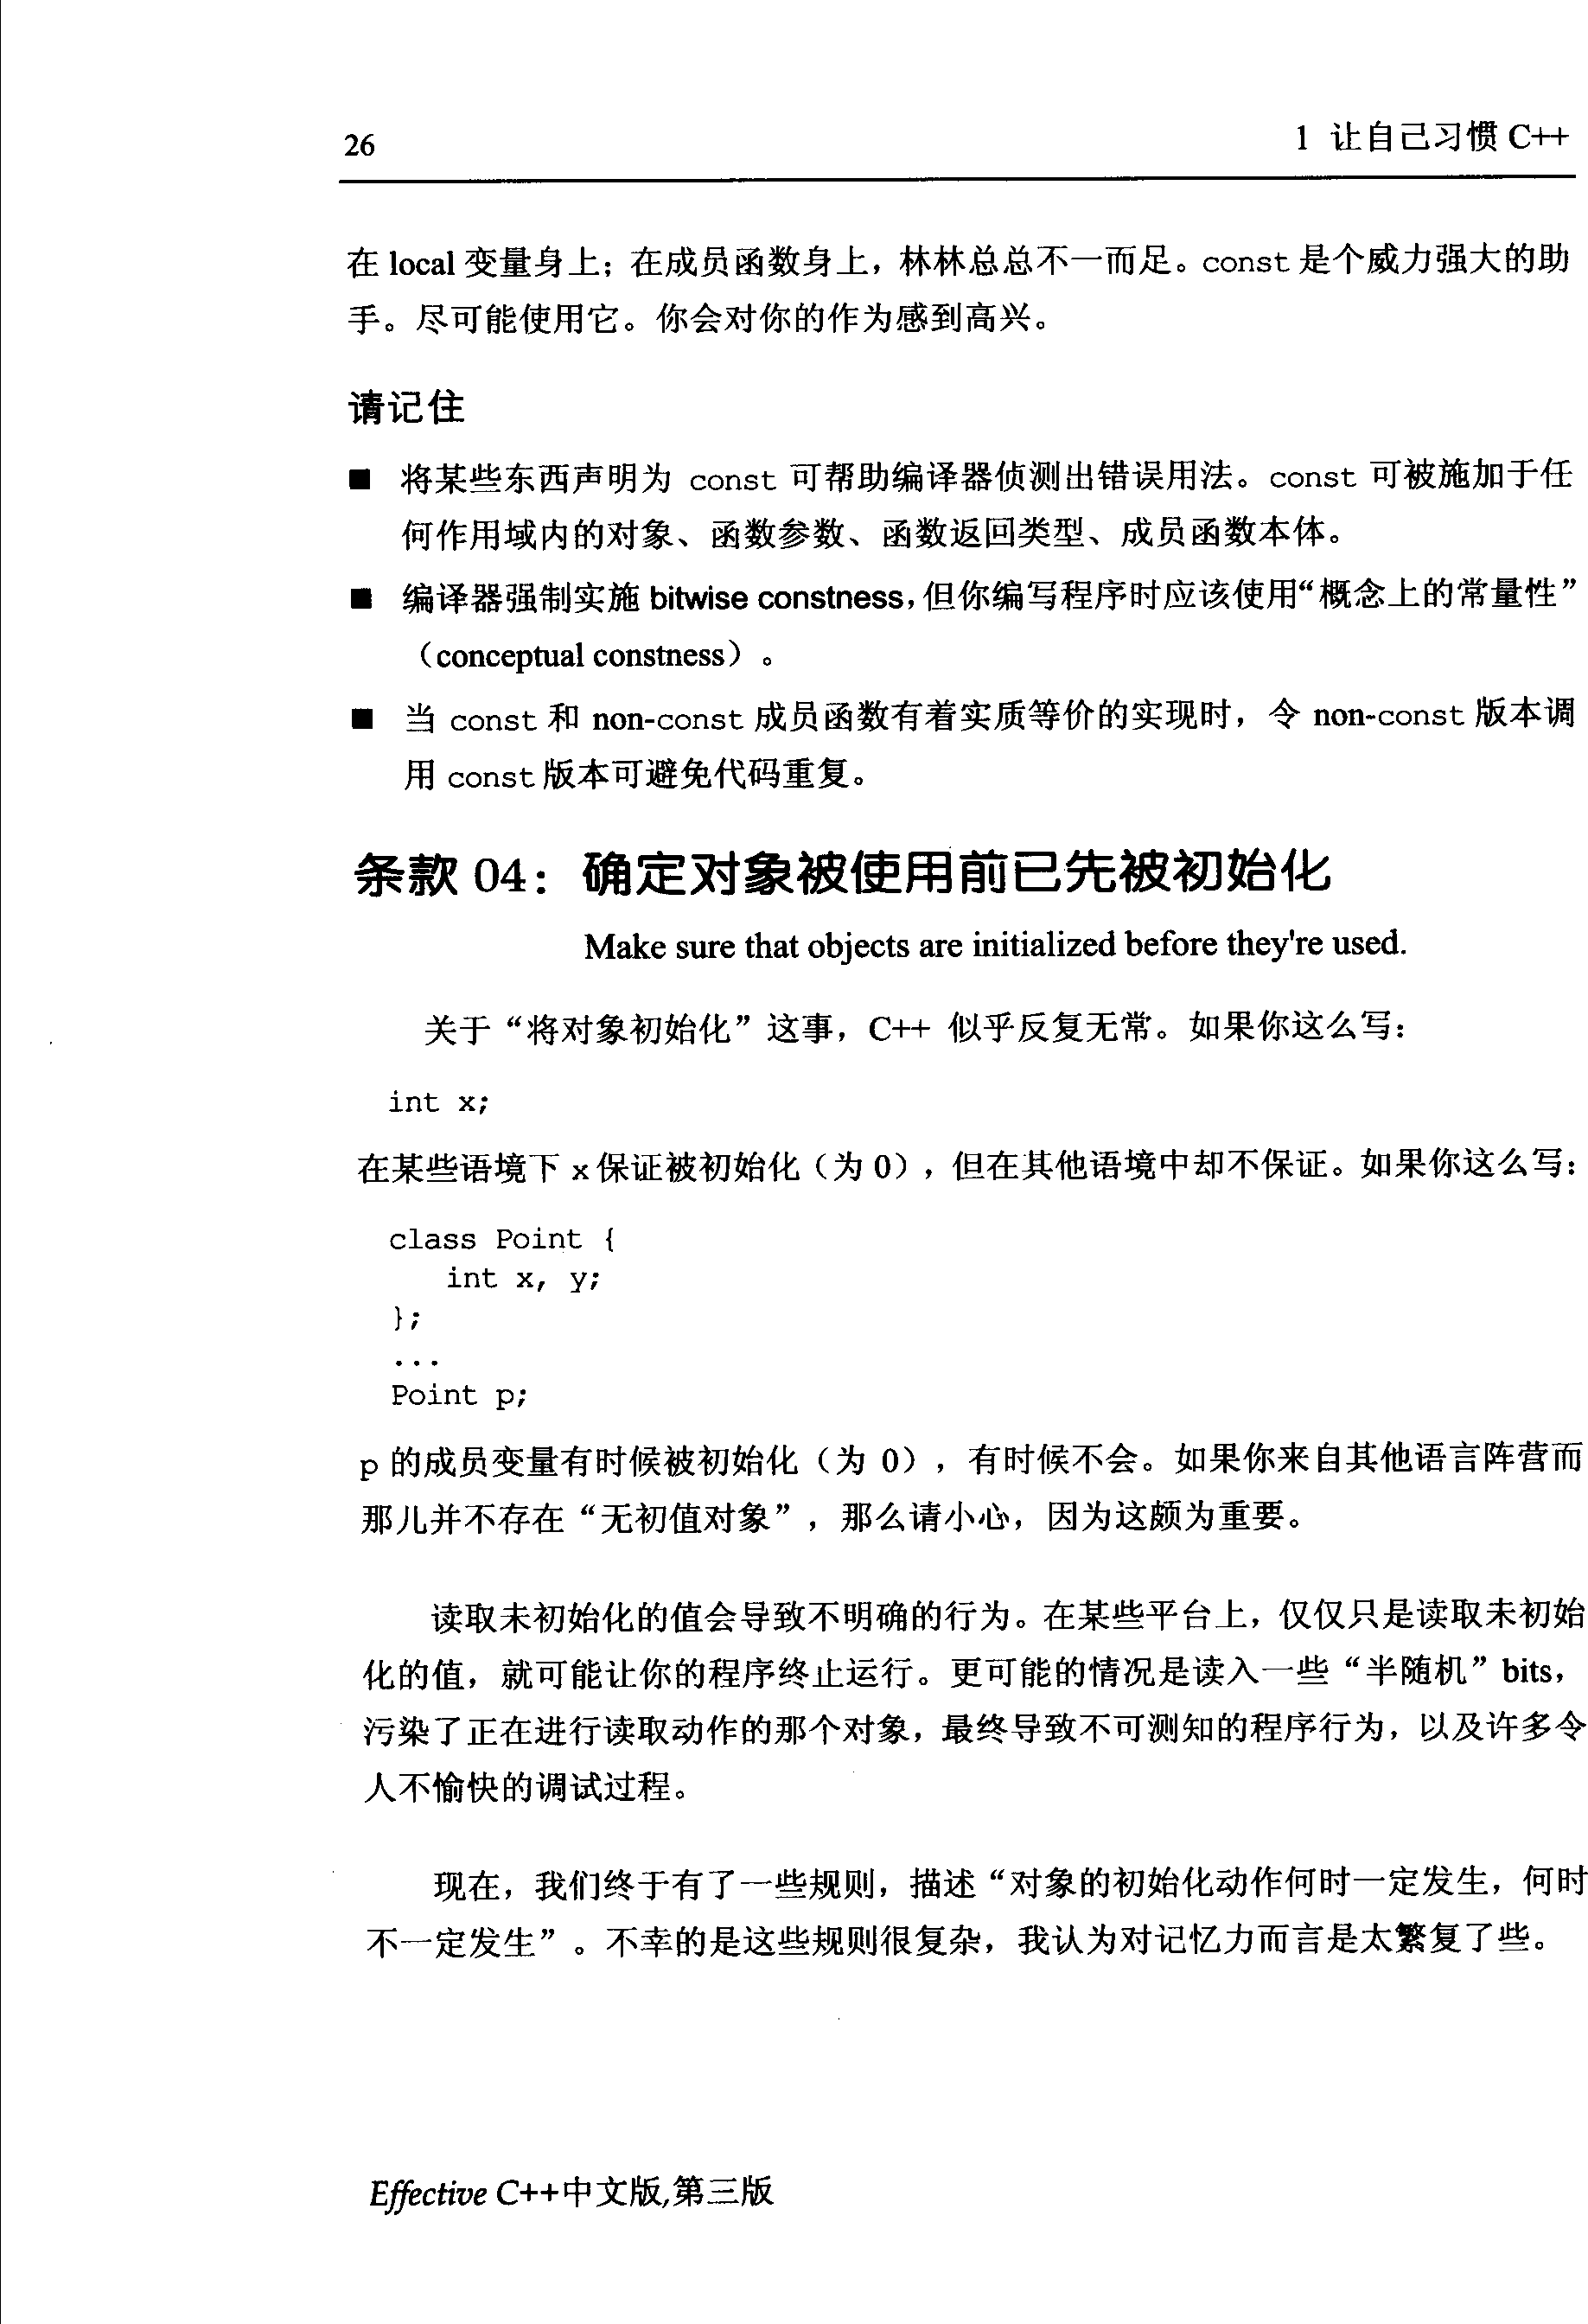 26
1 让自己习惯 C++
在 local 变量身上；在成员函数身上，林林总总不一而足。const 是个威力强大的助
手。尽可能使用它。你会对你的作为感到高兴。
请记住
■ 将某些东西声明为 const 可帮助编译器侦测出错误用法。const 可被施加于任
何作用域内的对象、函数参数、函数返回类型、成员函数本体。
■ 编译器强制实施 bitwise constness，但你编写程序时应该使用“概念上的常量性”
（conceptual constness）。
■ 当 const 和 non-const 成员函数有着实质等价的实现时，令 non-const 版本调
用 const 版本可避免代码重复。
条款 04：确定对象被使用前已先被初始化
Make sure that objects are initialized before they're used.
关于“将对象初始化”这事，C++ 似乎反复无常。如果你这么写：
int x;
在某些语境下 x 保证被初始化（为 0），但在其他语境中却不保证。如果你这么写：
class Point {
int x, y;
};
...
Point p;
p 的成员变量有时候被初始化（为 0），有时候不会。如果你来自其他语言阵营而
那儿并不存在“无初值对象”，那么请小心，因为这颇为重要。
读取未初始化的值会导致不明确的行为。在某些平台上，仅仅只是读取未初始
化的值，就可能让你的程序终止运行。更可能的情况是读入一些“半随机”bits，
污染了正在进行读取动作的那个对象，最终导致不可测知的程序行为，以及许多令
人不愉快的调试过程。
现在，我们终于有了一些规则，描述“对象的初始化动作何时一定发生，何时
不一定发生”。不幸的是这些规则很复杂，我认为对记忆力而言是太繁复了些。
Effective C++中文版,第三版